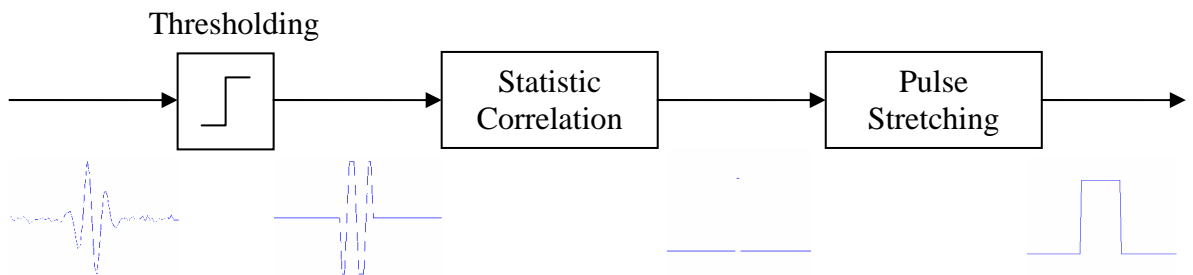 Thresholding
Statistic
Correlation
Pulse
Stretching